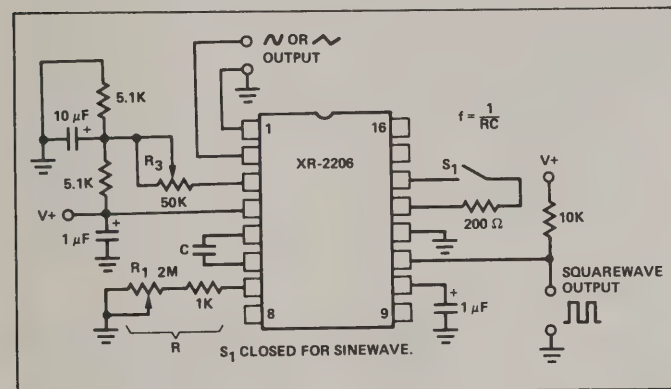 ∿ OR ⌵
OUTPUT
5.1K
10 µF
+
1
16
f = 1/RC
XR-2206
S1
V+
R3
5.1K
50K
200 Ω
10K
V+
+
1 µF
C
R1 2M
1K
+
1 µF
SQUAREWAVE
OUTPUT
8
9
R
S1 CLOSED FOR SINEWAVE.